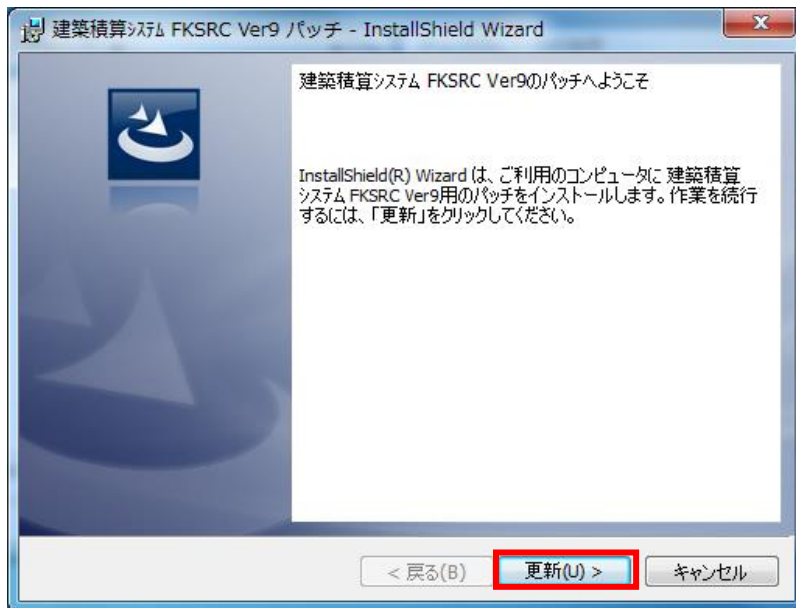 建築積算ｼｽﾃﾑ FKSRC Ver9 パッチ - InstallShield Wizard
建築積算システム FKSRC Ver9のパッチへようこそ
InstallShield(R) Wizard は、ご利用のコンピュータに 建築積算
システム FKSRC Ver9用のパッチをインストールします。作業を続行
するには、「更新」をクリックしてください。
< 戻る(B)
更新(U) >
キャンセル